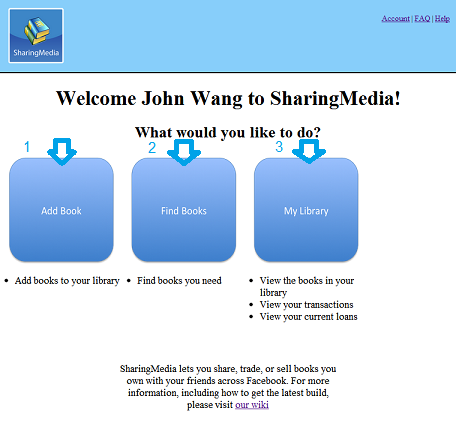 SharingMedia
Account | FAQ | Help
Welcome John Wang to SharingMedia!
What would you like to do?
1 2 3
Add Book
Find Books
My Library
• Add books to your library
• Find books you need
• View the books in your
library
• View your transactions
• View your current loans
SharingMedia lets you share, trade, or sell books you
own with your friends across Facebook. For more
information, including how to get the latest build,
please visit our wiki